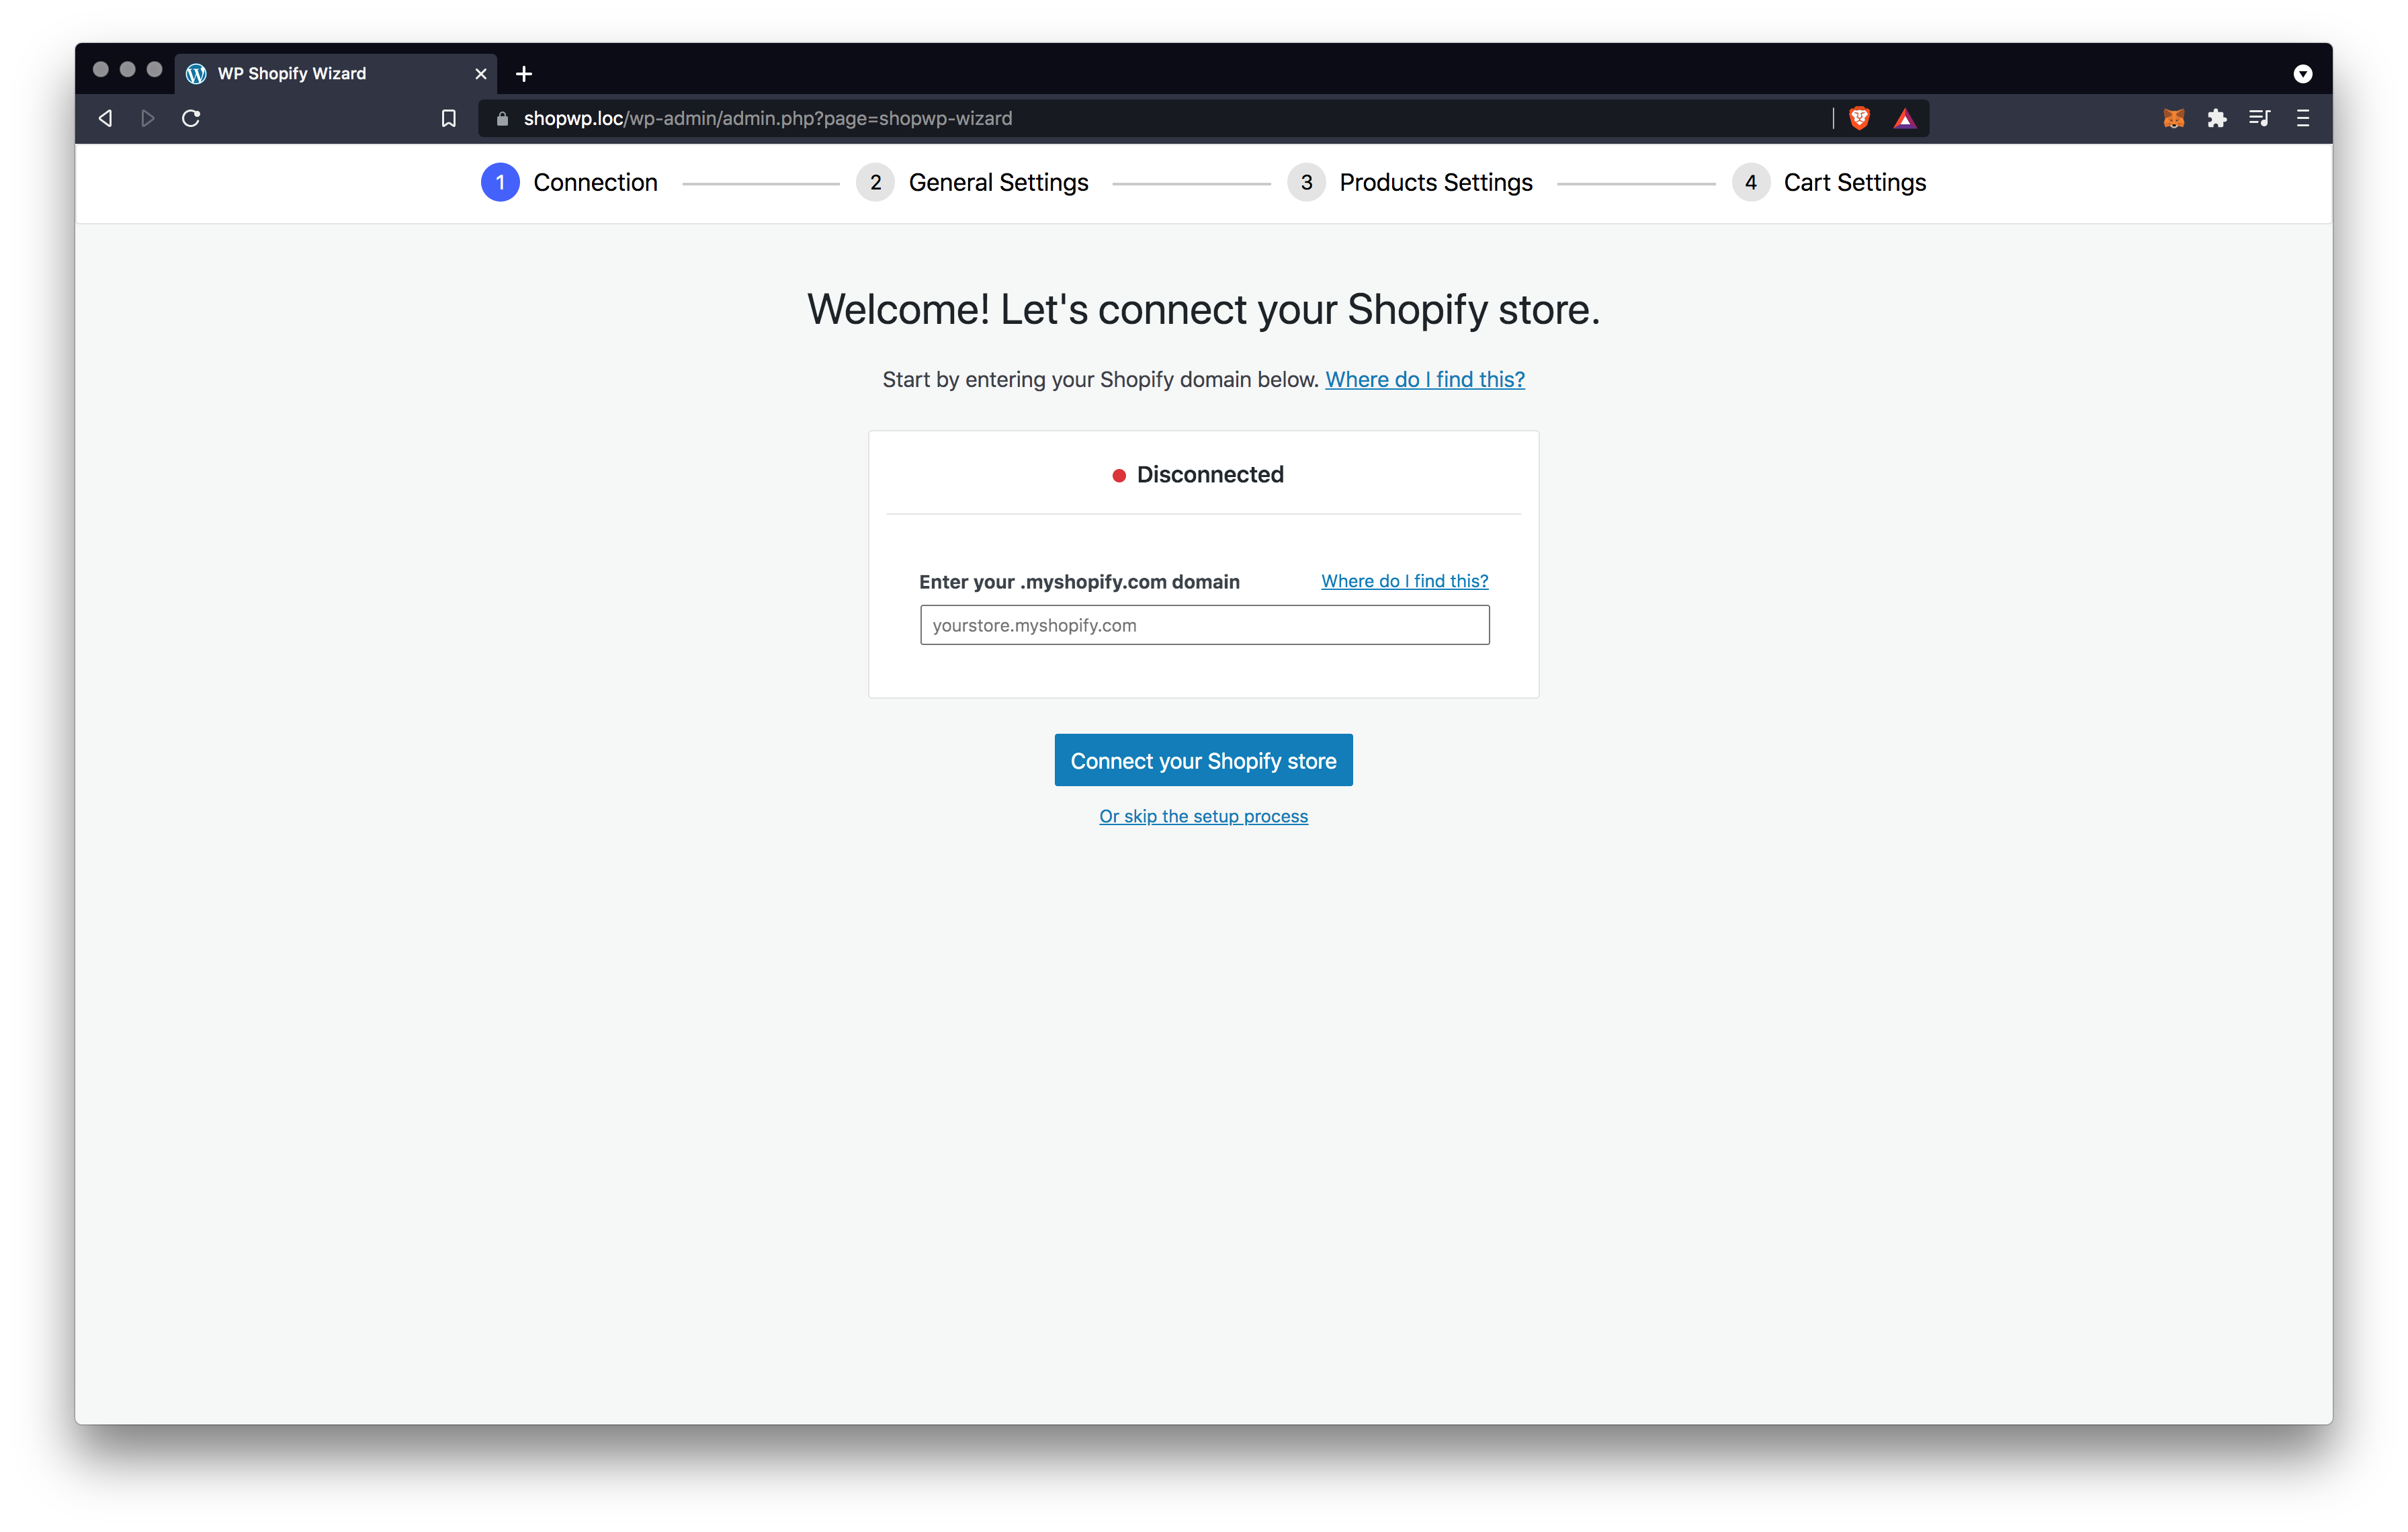 WP Shopify Wizard
shopwp.loc/wp-admin/admin.php?page=shopwp-wizard
1 Connection 2 General Settings 3 Products Settings 4 Cart Settings
Welcome! Let's connect your Shopify store.
Start by entering your Shopify domain below. Where do I find this?
Disconnected
Enter your .myshopify.com domain Where do I find this?
yourstore.myshopify.com
Connect your Shopify store
Or skip the setup process